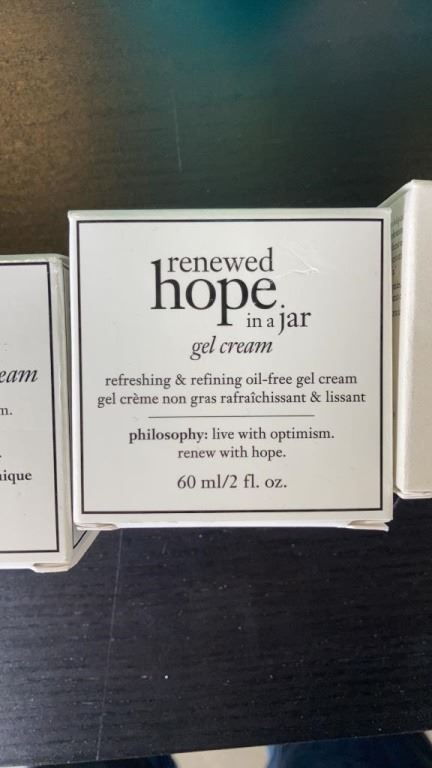 renewed
hope
in a jar
gel cream
refreshing & refining oil-free gel cream
gel crème non gras rafraîchissant & lissant
philosophy: live with optimism.
renew with hope.
60 ml/2 fl. oz.
eam
m.
ique